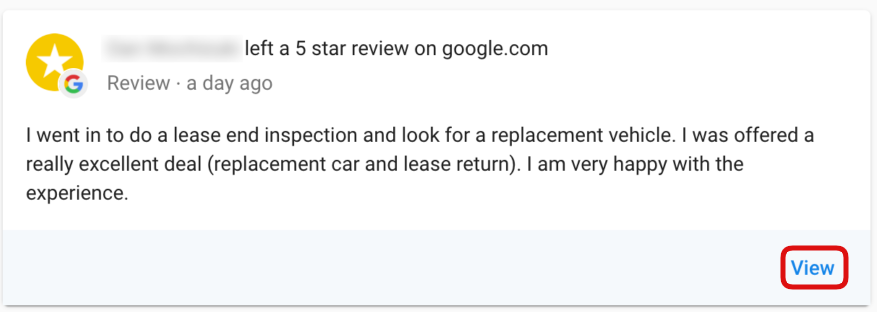 left a 5 star review on google.com
Review · a day ago
I went in to do a lease end inspection and look for a replacement vehicle. I was offered a
really excellent deal (replacement car and lease return). I am very happy with the
experience.
View